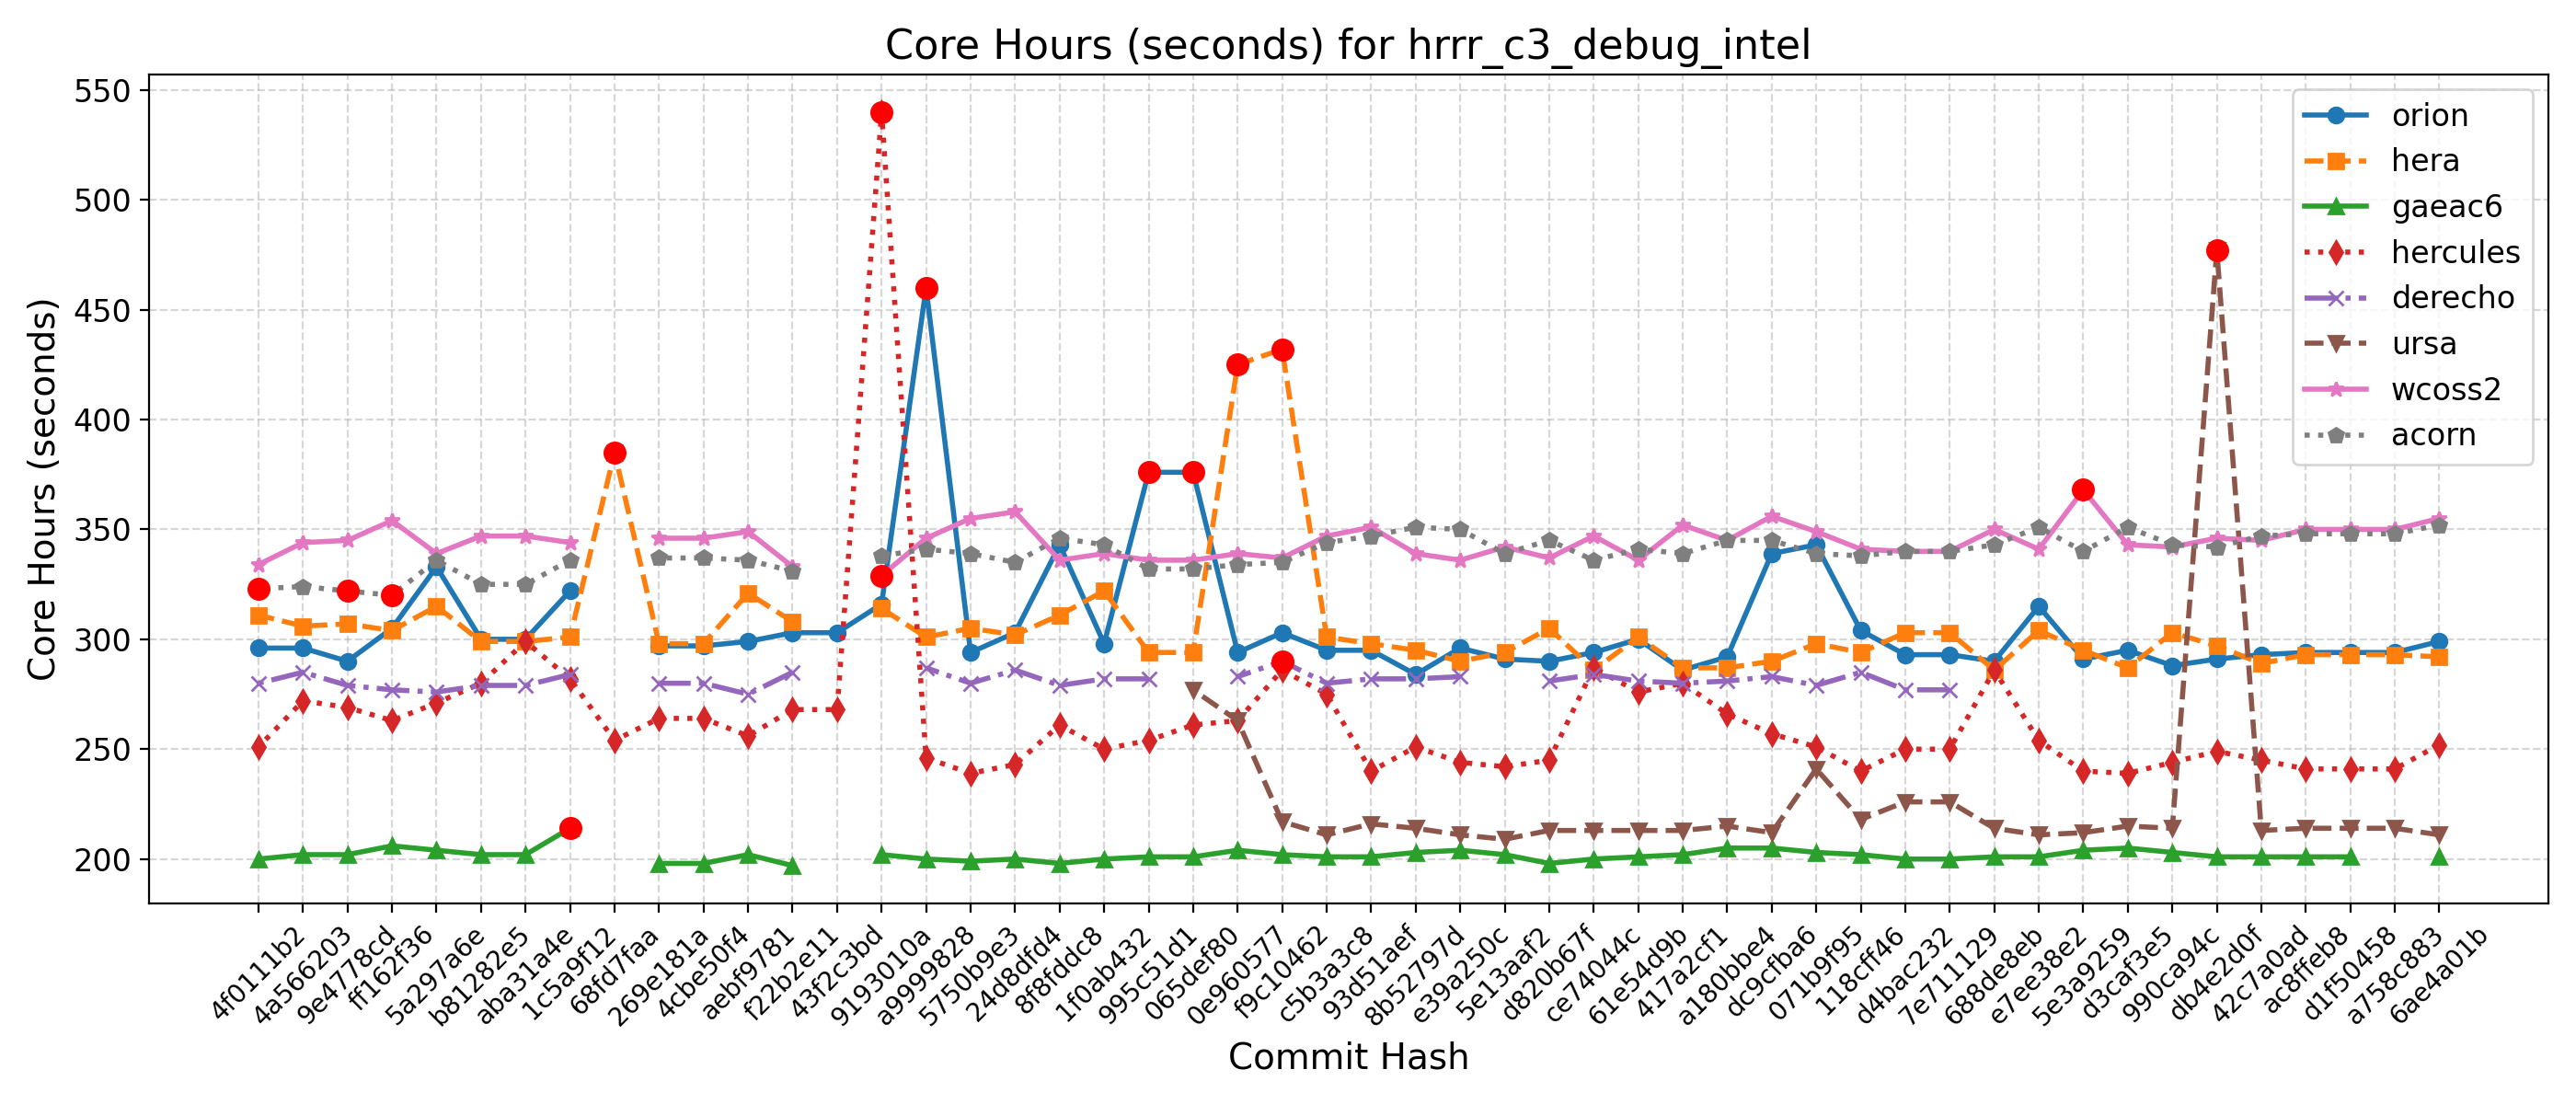 Core Hours (seconds) for hrrr_c3_debug_intel
Core Hours (seconds)
550
500
450
400
350
300
250
200
orion
hera
gaeac6
hercules
derecho
ursa
wcoss2
acorn
4f0111b2
4a566203
9e4778cd
ff162f36
5a297a6e
b81282e5
aba31a4e
1c5a9f12
68fd7faa
269e181a
4cbe50f4
aebf9781
f22b2e11
43f2c3bd
9193010a
a9999828
5750b9e3
24d8dfd4
8f8fddc8
1f0ab432
995c51d1
065def80
0e960577
f9c10462
c5b3a3c8
93d51aef
8b52797d
e39a250c
5e13aaf2
d820b67f
ce74044c
61e54d9b
417a2cf1
a180bbe4
dc9cfba6
071b9f95
118cff46
d4bac232
7e711129
688de8eb
e7ee38e2
5e3a9259
d3caf3e5
990ca94c
db4e2d0f
42c7a0ad
ac8ffeb8
d1f50458
a758c883
6ae4a01b
Commit Hash